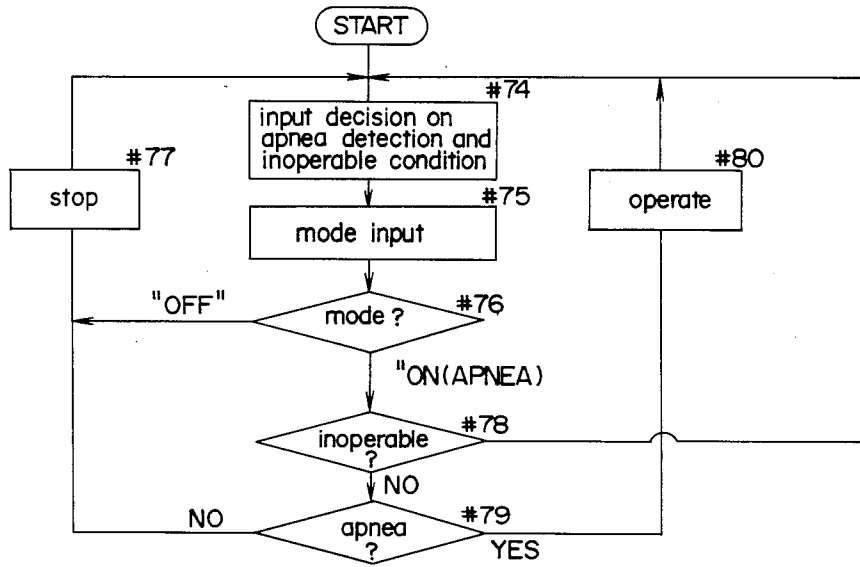 START
#74
input decision on
apnea detection and
inoperable condition
#77
stop
#80
operate
#75
mode input
"OFF"
#76
mode ?
"ON(APNEA)
#78
inoperable
?
NO
NO
#79
apnea
?
YES